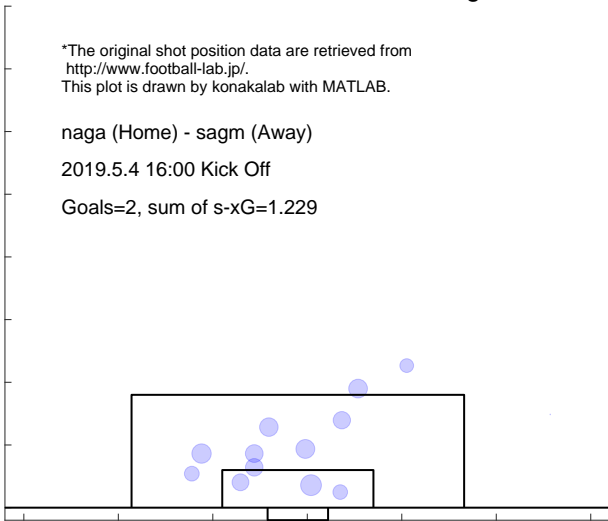 *The original shot position data are retrieved from
http://www.football-lab.jp/.
This plot is drawn by konakalab with MATLAB.
naga (Home) - sagm (Away)
2019.5.4 16:00 Kick Off
Goals=2, sum of s-xG=1.229